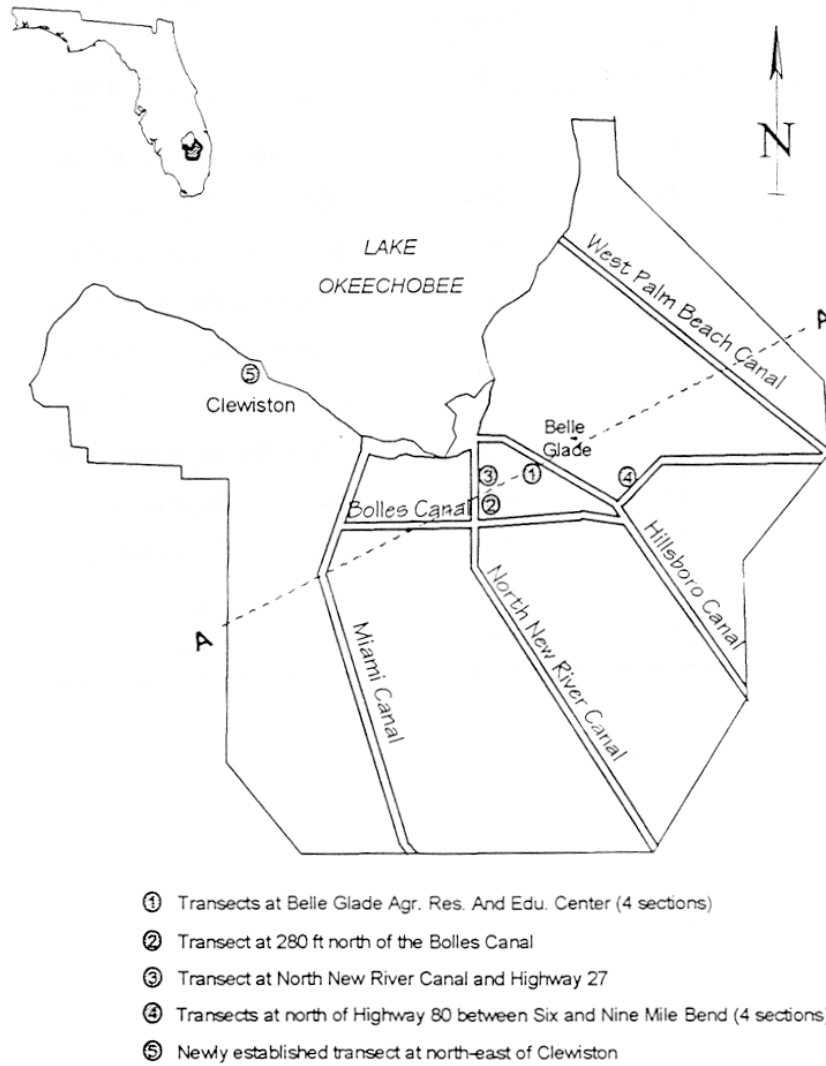 N
LAKE
OKEECHOBEE
West Palm Beach Canal
A
⑤
Clewiston
Belle
Glade
③
①
④
Bolles Canal
②
Hillsboro Canal
North New River Canal
A
Miami Canal
① Transects at Belle Glade Agr. Res. And Edu. Center (4 sections)
② Transect at 280 ft north of the Bolles Canal
③ Transect at North New River Canal and Highway 27
④ Transects at north of Highway 80 between Six and Nine Mile Bend (4 sections)
⑤ Newly established transect at north-east of Clewiston